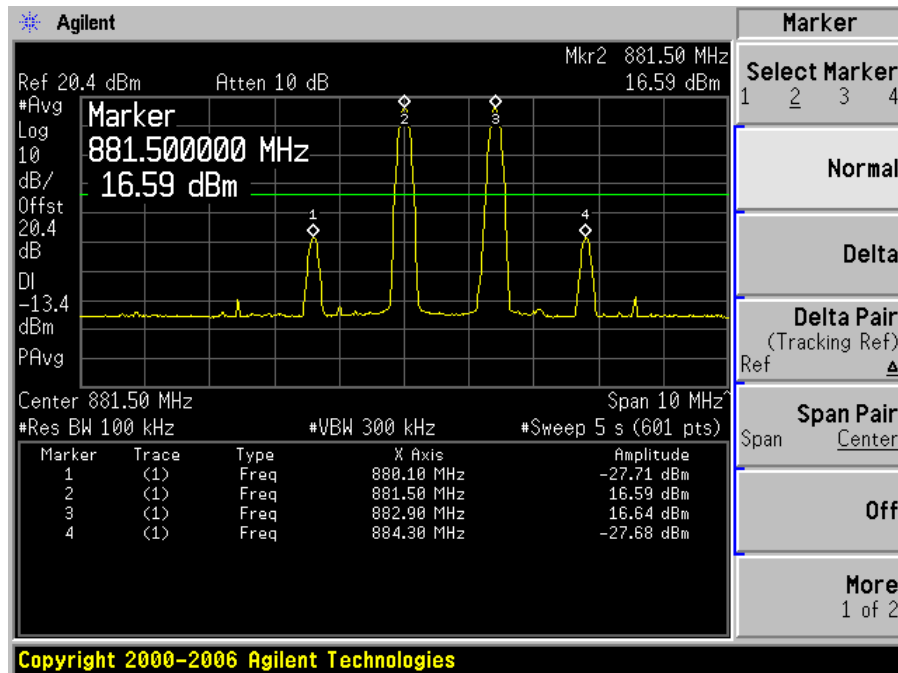 Agilent
Marker
Mkr2 881.50 MHz
Ref 20.4 dBm Atten 10 dB 16.59 dBm
#Avg
Log
10
dB/
Offst
20.4
dB
DI
-13.4
dBm
PAvg
Marker
881.500000 MHz
16.59 dBm
1
2
3
4
Center 881.50 MHz Span 10 MHz^
#Res BW 100 kHz #VBW 300 kHz #Sweep 5 s (601 pts)
Marker Trace Type X Axis Amplitude
1 (1) Freq 880.10 MHz -27.71 dBm
2 (1) Freq 881.50 MHz 16.59 dBm
3 (1) Freq 882.90 MHz 16.64 dBm
4 (1) Freq 884.30 MHz -27.68 dBm
Select Marker
1 2 3 4
Normal
Delta
Delta Pair
(Tracking Ref)
Ref Δ
Span Pair
Span Center
Off
More
1 of 2
Copyright 2000-2006 Agilent Technologies